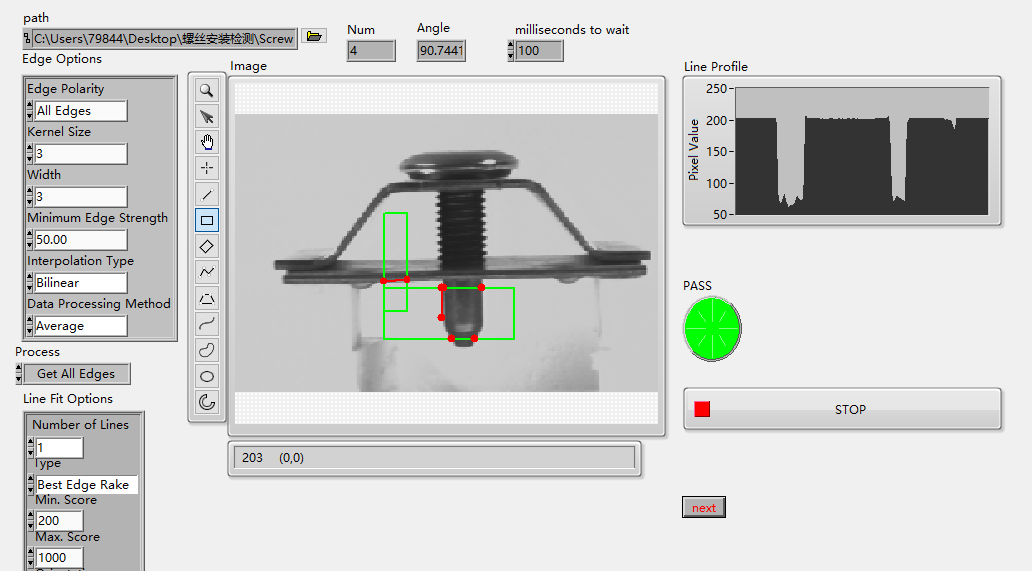 path
C:\Users\79844\Desktop\螺丝安装检测\Screw
Num
4
Angle
90.7441
milliseconds to wait
100
Edge Options
Edge Polarity
All Edges
Kernel Size
3
Width
3
Minimum Edge Strength
50.00
Interpolation Type
Bilinear
Data Processing Method
Average
Process
Get All Edges
Line Fit Options
Number of Lines
1
Type
Best Edge Rake
Min. Score
200
Max. Score
1000
Image
203 (0,0)
Line Profile
Pixel Value
250
200
150
100
50
PASS
STOP
next